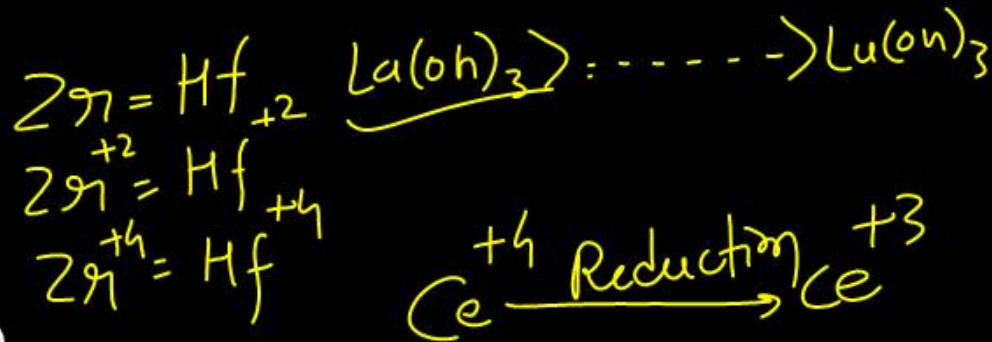 Zr = Hf
Zr+2 = Hf+2
Zr+4 = Hf+4
La(oh)3 > : - - - - - -> Lu(on)3
Ce+4 Reduction Ce+3